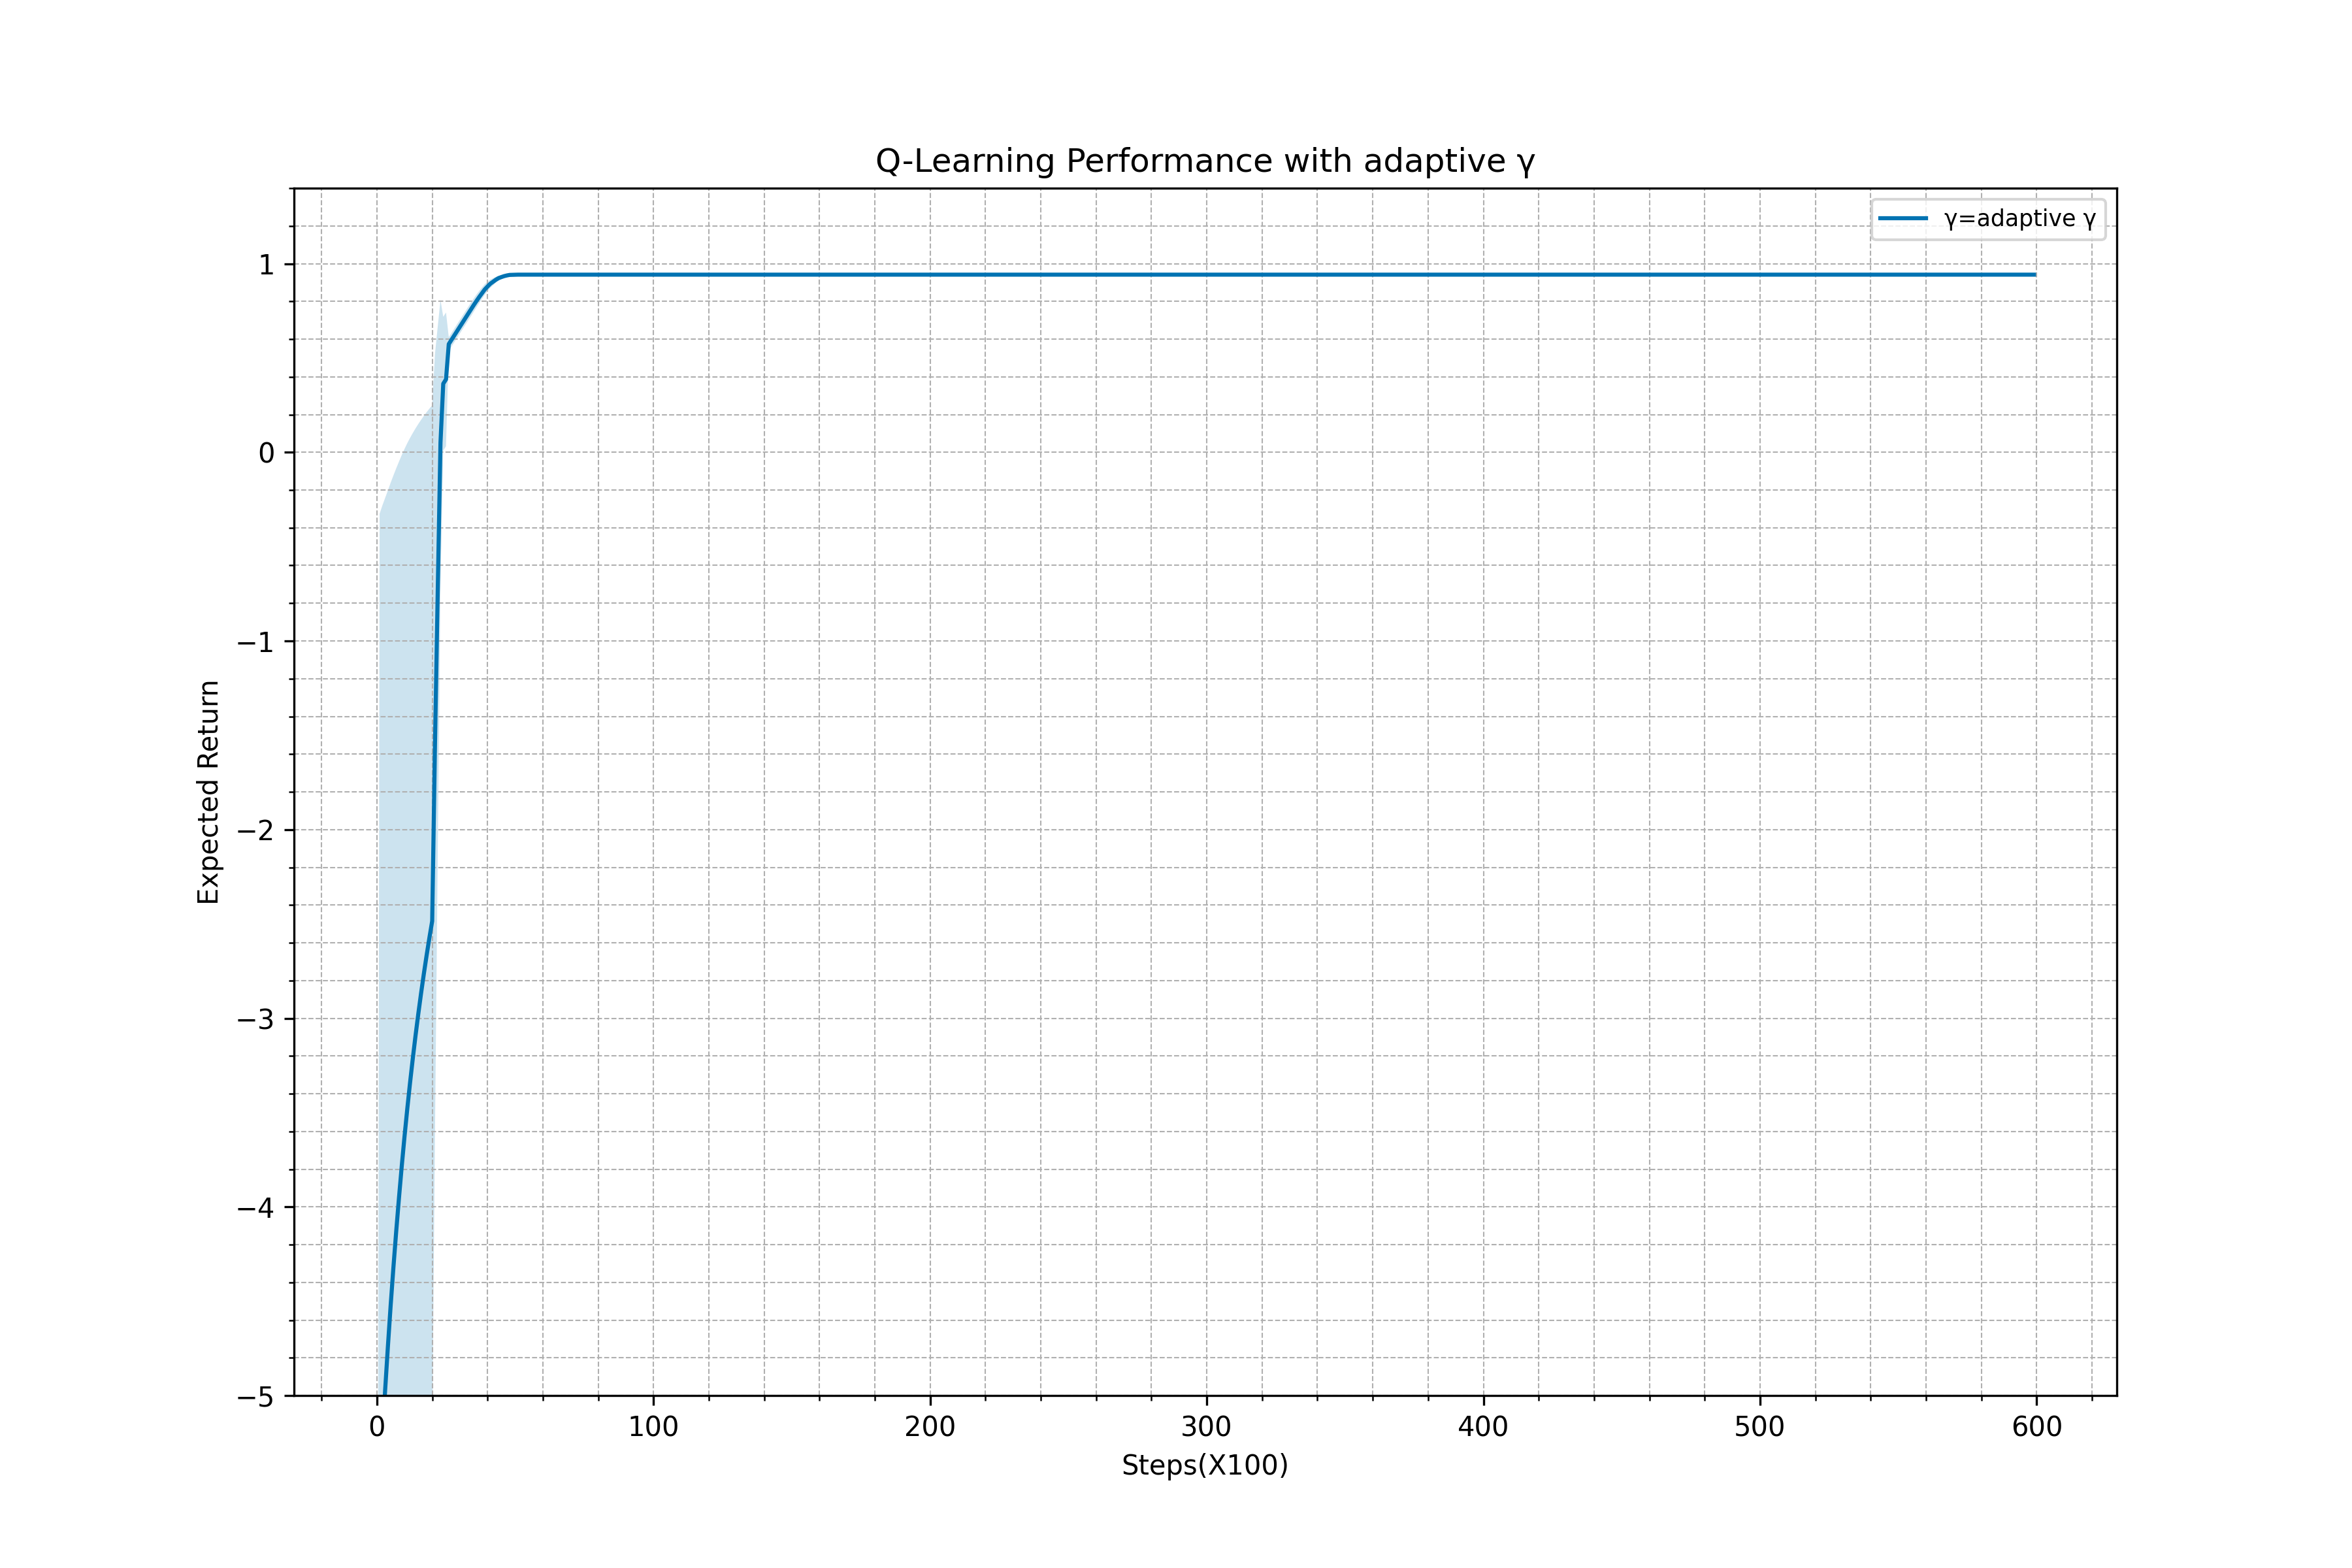 Q-Learning Performance with adaptive γ
γ=adaptive γ
1
0
−1
−2
−3
−4
−5
Expected Return
0 100 200 300 400 500 600
Steps(X100)